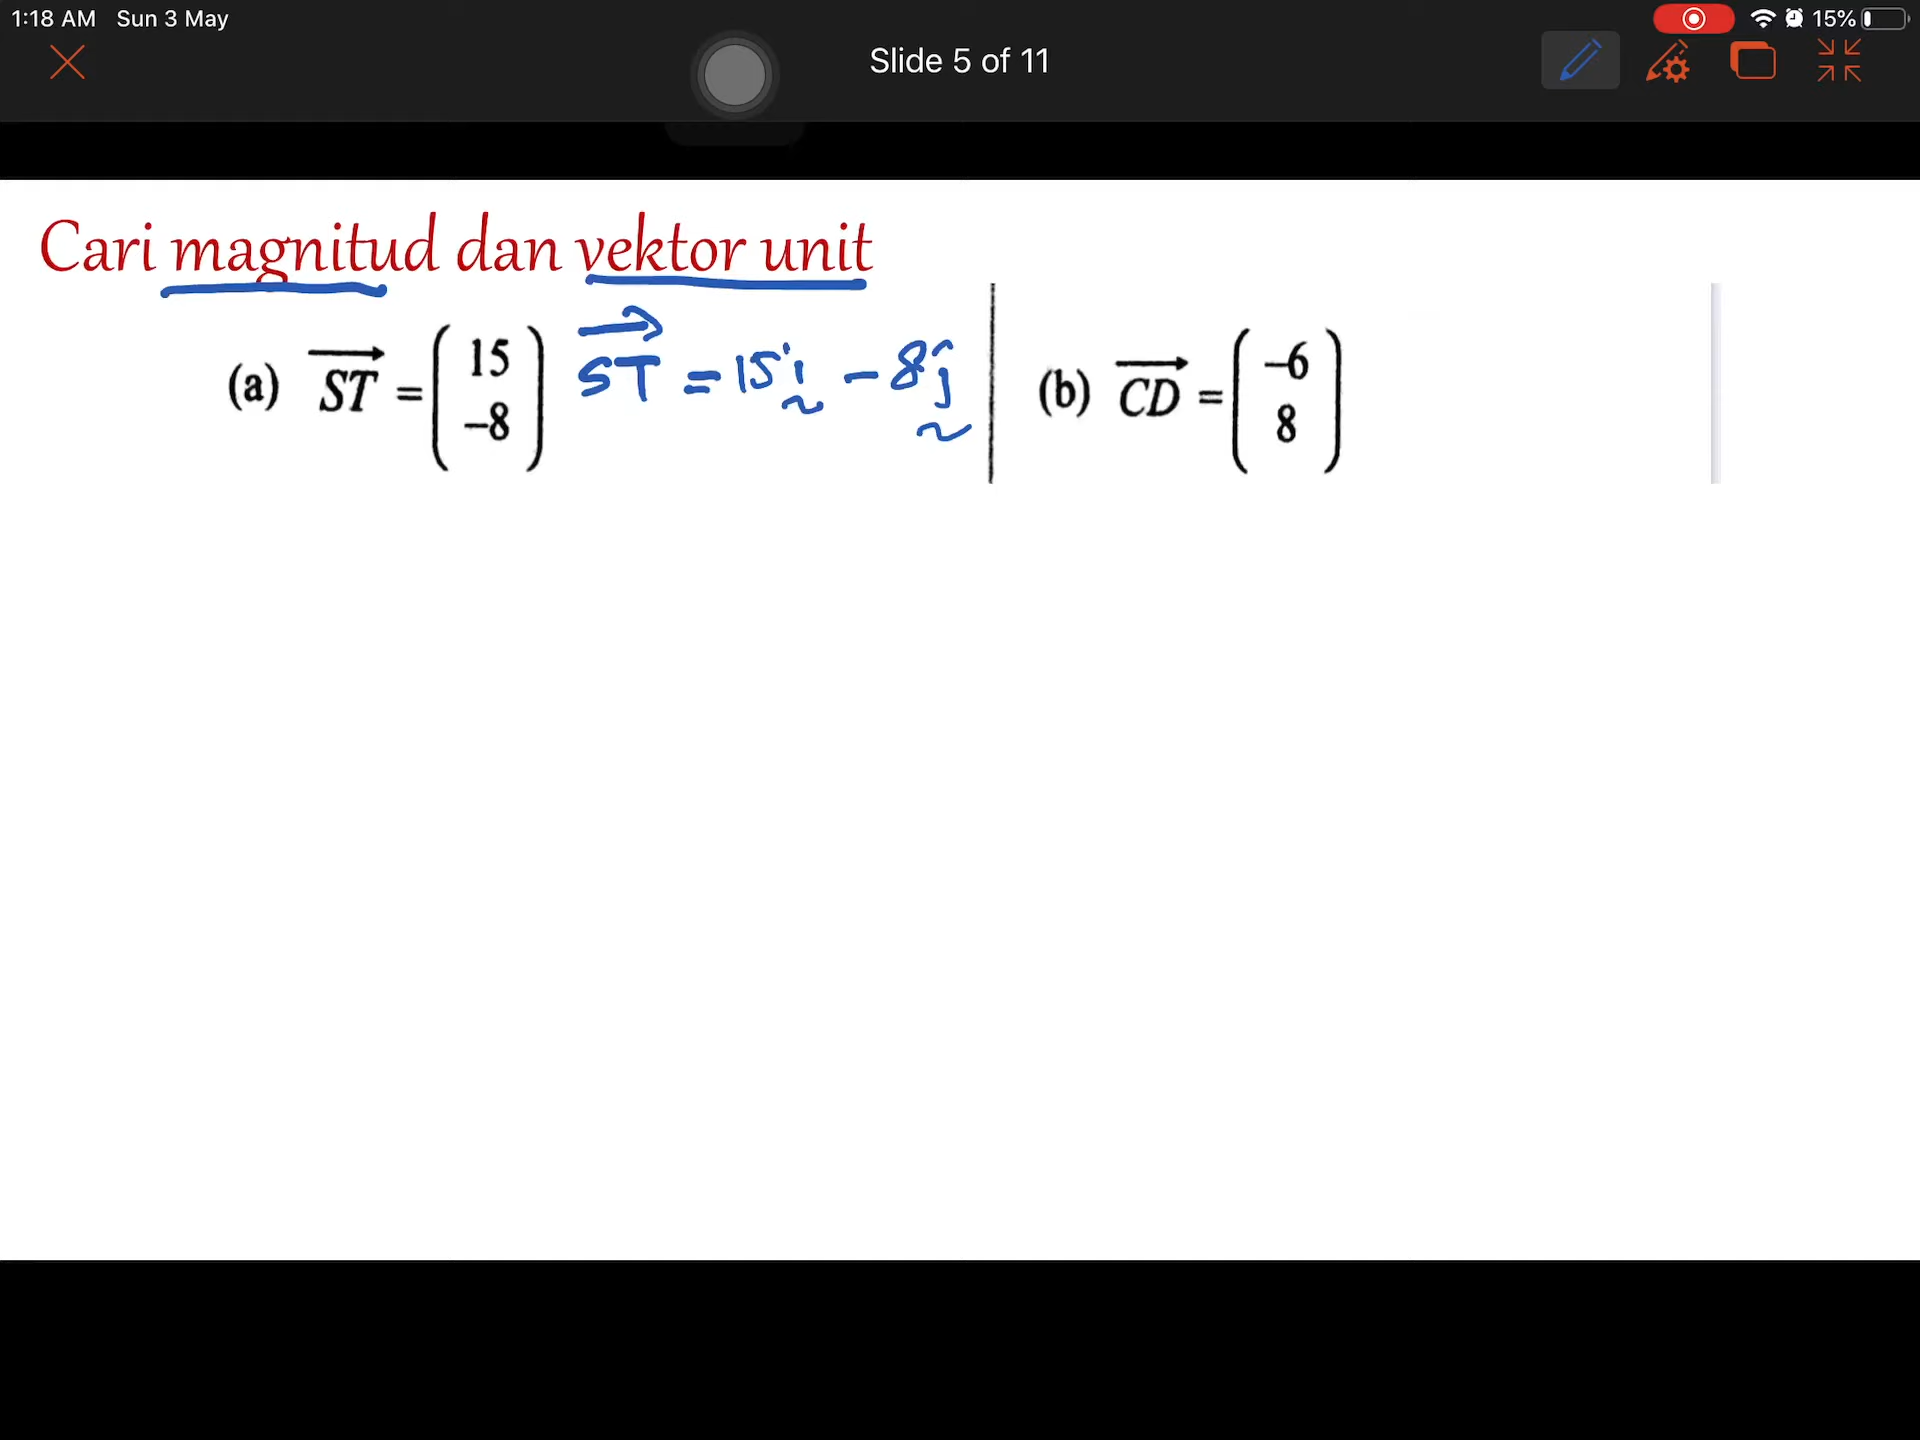 1:18 AM Sun 3 May
15%
Slide 5 of 11
Cari magnitud dan vektor unit
(a) ST = ( 15 -8 ) ST = 15i - 8j
(b) CD = ( -6 8 )